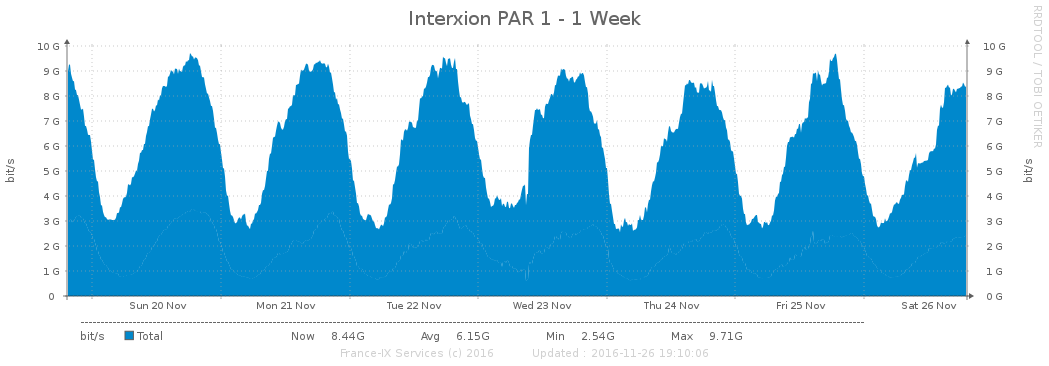 Interxion PAR 1 - 1 Week
RRDTOOL / TOBI OETIKER
bit/s
bit/s
10 G 10 G
9 G 9 G
8 G 8 G
7 G 7 G
6 G 6 G
5 G 5 G
4 G 4 G
3 G 3 G
2 G 2 G
1 G 1 G
0 0 G
Sun 20 Nov Mon 21 Nov Tue 22 Nov Wed 23 Nov Thu 24 Nov Fri 25 Nov Sat 26 Nov
bit/s Total Now 8.44G Avg 6.15G Min 2.54G Max 9.71G
France-IX Services (c) 2016 Updated : 2016-11-26 19:10:06